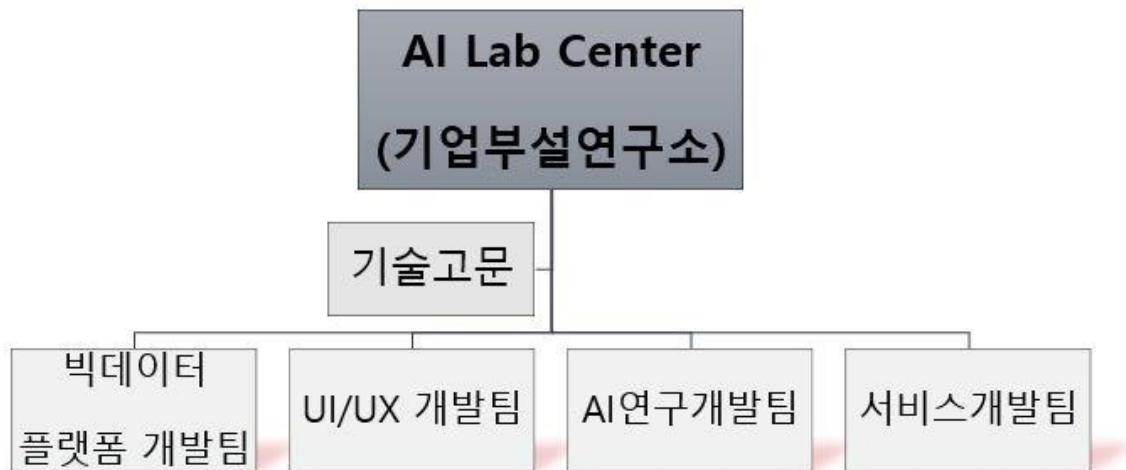 AI Lab Center
(기업부설연구소)
기술고문
빅데이터
플랫폼 개발팀
UI/UX 개발팀
AI연구개발팀
서비스개발팀